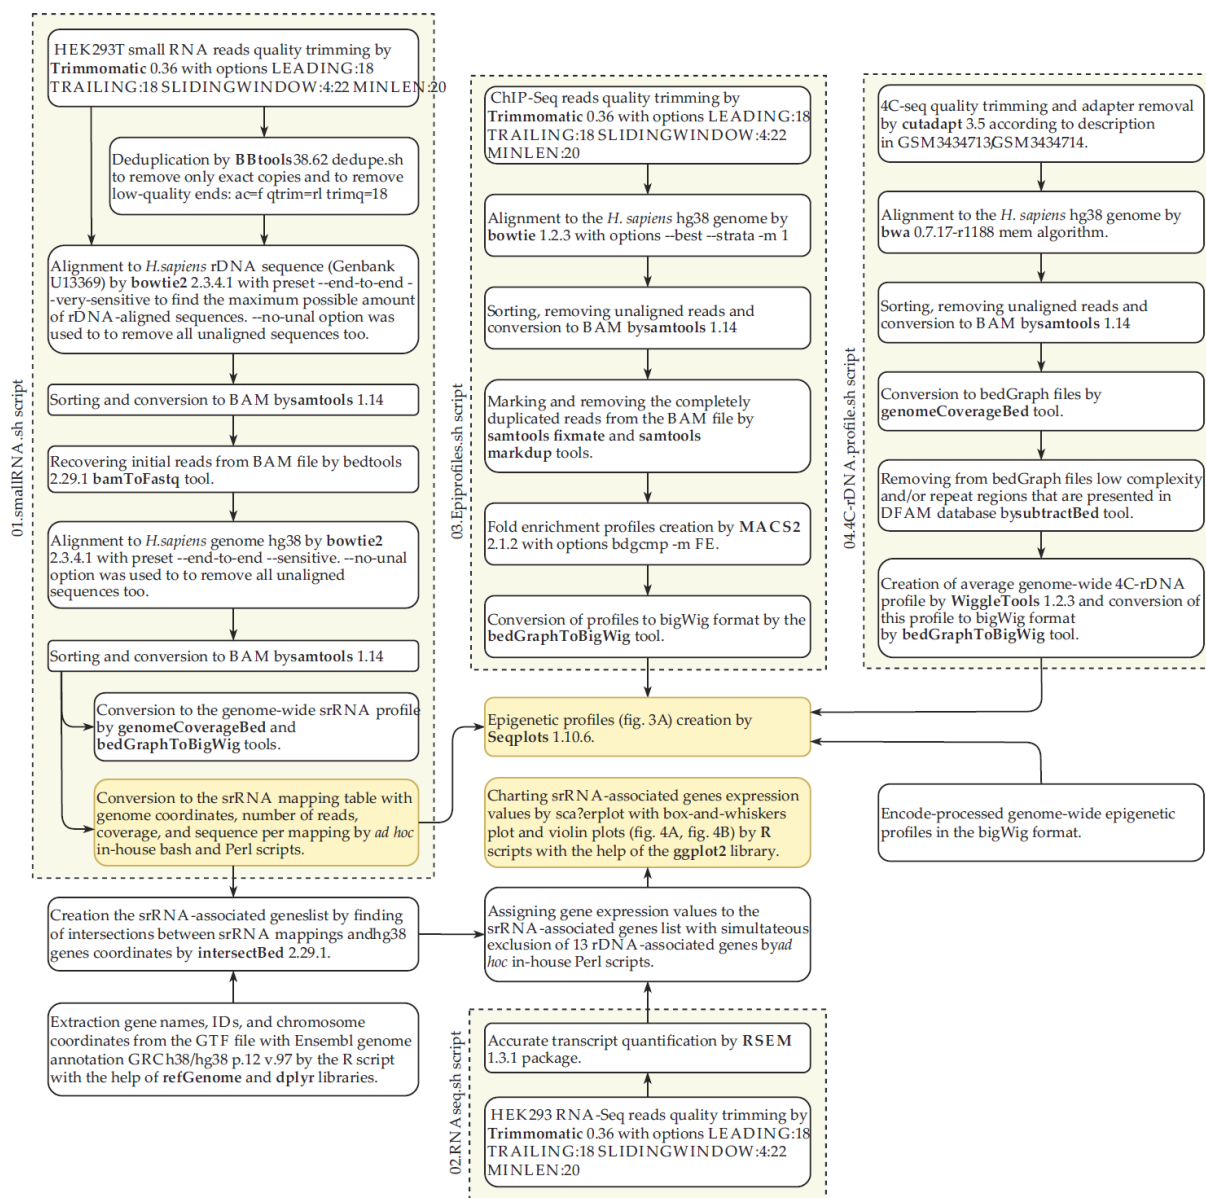 01.smallRNA.sh script
HEK293T small RNA reads quality trimming by
Trimmomatic 0.36 with options LEADING:18
TRAILING:18 SLIDINGWINDOW:4:22 MINLEN:20
Deduplication by BBtools38.62 dedupe.sh
to remove only exact copies and to remove
low-quality ends: ac=f qtrim=rl trimq=18
Alignment to H.sapiens rDNA sequence (Genbank
U13369) by bowtie2 2.3.4.1 with preset --end-to-end -
-very-sensitive to find the maximum possible amount
of rDNA-aligned sequences. --no-unal option was
used to to remove all unaligned sequences too.
Sorting and conversion to BAM bysamtools 1.14
Recovering initial reads from BAM file by bedtools
2.29.1 bamToFastq tool.
Alignment to H.sapiens genome hg38 by bowtie2
2.3.4.1 with preset --end-to-end --sensitive. --no-unal
option was used to to remove all unaligned
sequences too.
Sorting and conversion to BAM bysamtools 1.14
Conversion to the genome-wide srRNA profile
by genomeCoverageBed and
bedGraphToBigWig tools.
Conversion to the srRNA mapping table with
genome coordinates, number of reads,
coverage, and sequence per mapping by ad hoc
in-house bash and Perl scripts.
Creation the srRNA-associated geneslist by finding
of intersections between srRNA mappings andhg38
genes coordinates by intersectBed 2.29.1.
Extraction gene names, IDs, and chromosome
coordinates from the GTF file with Ensembl genome
annotation GRCh38/hg38 p.12 v.97 by the R script
with the help of refGenome and dplyr libraries.
03.Epiprofiles.sh script
ChIP-Seq reads quality trimming by
Trimmomatic 0.36 with options LEADING:18
TRAILING:18 SLIDINGWINDOW:4:22
MINLEN:20
Alignment to the H. sapiens hg38 genome by
bowtie 1.2.3 with options --best --strata -m 1
Sorting, removing unaligned reads and
conversion to BAM bysamtools 1.14
Marking and removing the completely
duplicated reads from the BAM file by
samtools fixmate and samtools
markdup tools.
Fold enrichment profiles creation by MACS2
2.1.2 with options bdgcmp -m FE.
Conversion of profiles to bigWig format by the
bedGraphToBigWig tool.
Epigenetic profiles (fig. 3A) creation by
Seqplots 1.10.6.
Charting srRNA-associated genes expression
values by sca?erplot with box-and-whiskers
plot and violin plots (fig. 4A, fig. 4B) by R
scripts with the help of the ggplot2 library.
Assigning gene expression values to the
srRNA-associated genes list with simultateous
exclusion of 13 rDNA-associated genes byad
hoc in-house Perl scripts.
02.RNAseq.sh script
Accurate transcript quantification by RSEM
1.3.1 package.
HEK293 RNA-Seq reads quality trimming by
Trimmomatic 0.36 with options LEADING:18
TRAILING:18 SLIDINGWINDOW:4:22
MINLEN:20
04.4C-rDNA.profile.sh script
4C-seq quality trimming and adapter removal
by cutadapt 3.5 according to description
in GSM3434713,GSM3434714.
Alignment to the H. sapiens hg38 genome by
bwa 0.7.17-r1188 mem algorithm.
Sorting, removing unaligned reads and
conversion to BAM bysamtools 1.14
Conversion to bedGraph files by
genomeCoverageBed tool.
Removing from bedGraph files low complexity
and/or repeat regions that are presented in
DFAM database bysubtractBed tool.
Creation of average genome-wide 4C-rDNA
profile by WiggleTools 1.2.3 and conversion of
this profile to bigWig format
by bedGraphToBigWig tool.
Encode-processed genome-wide epigenetic
profiles in the bigWig format.